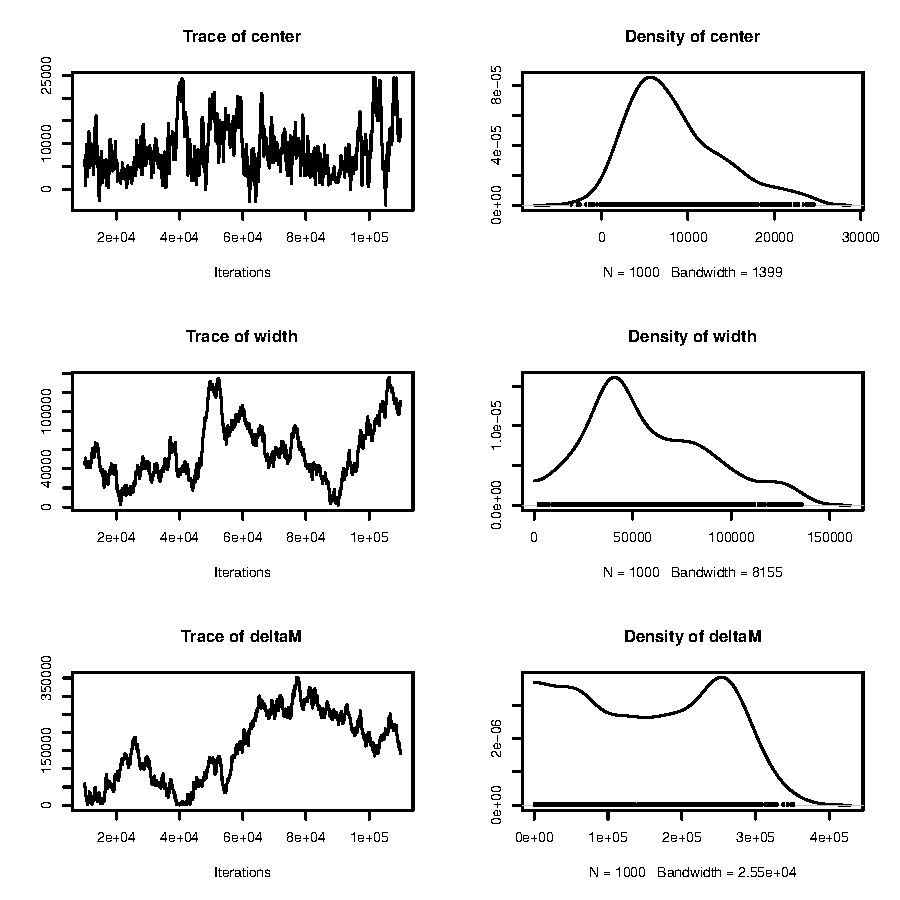 Trace of center
Density of center
0
10000
25000
2e+04
4e+04
6e+04
8e+04
1e+05
Iterations
0e+00
4e-05
8e-05
0
10000
20000
30000
N = 1000 Bandwidth = 1399
Trace of width
Density of width
0
40000
100000
2e+04
4e+04
6e+04
8e+04
1e+05
Iterations
0.0e+00
1.0e-05
0
50000
100000
150000
N = 1000 Bandwidth = 8155
Trace of deltaM
Density of deltaM
0
150000
350000
2e+04
4e+04
6e+04
8e+04
1e+05
Iterations
0e+00
2e-06
0e+00
1e+05
2e+05
3e+05
4e+05
N = 1000 Bandwidth = 2.55e+04